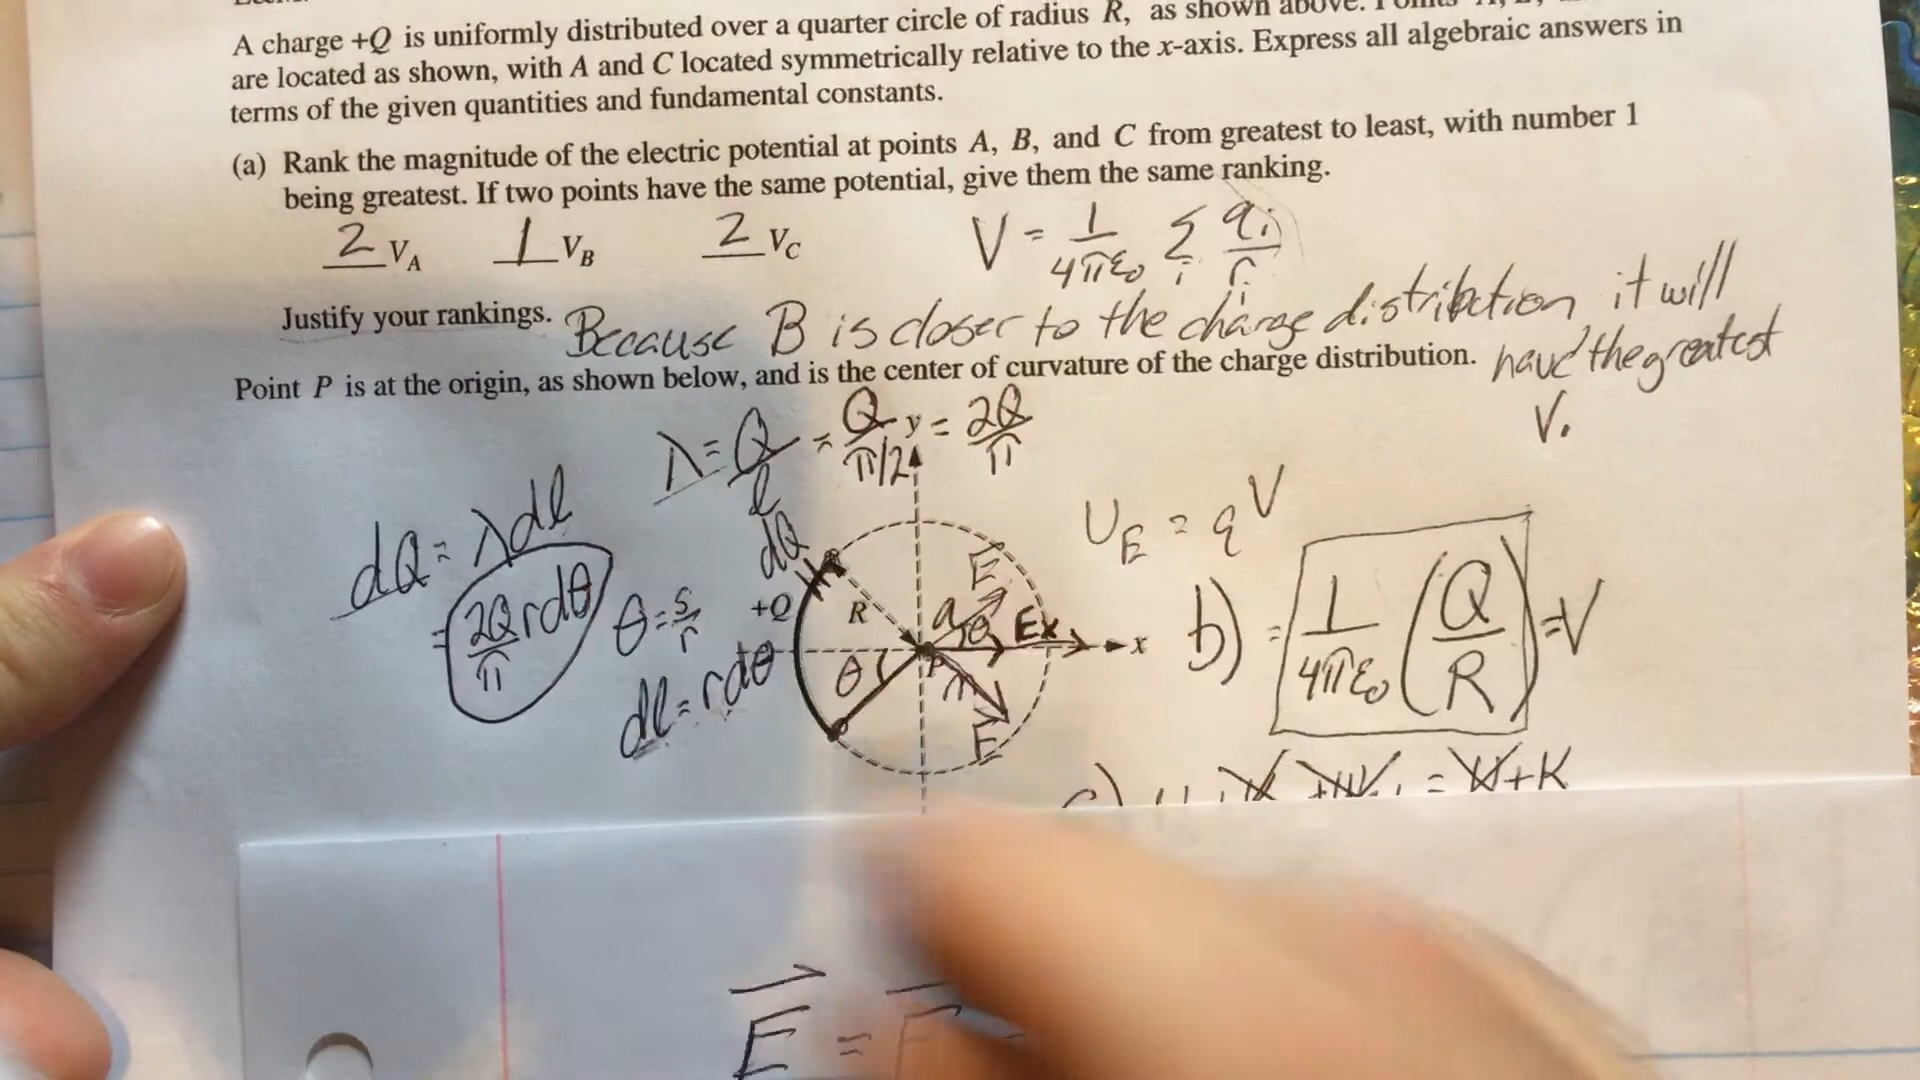 A charge +Q is uniformly distributed over a quarter circle of radius R, as shown above.
are located as shown, with A and C located symmetrically relative to the x-axis. Express all algebraic answers in
terms of the given quantities and fundamental constants.
(a) Rank the magnitude of the electric potential at points A, B, and C from greatest to least, with number 1
being greatest. If two points have the same potential, give them the same ranking.
2 V_A 1 V_B 2 V_C V = 1/4πε₀ Σ_i q_i/r_i
Justify your rankings. Because B is closer to the charge distribution it will
have the greatest
V.
Point P is at the origin, as shown below, and is the center of curvature of the charge distribution.
λ = Q/l = Q/π/2 = 2Q/π
y
dQ = λdl
= 2Q/π rdθ
θ = s/r
dl = rdθ
dQ
+Q
R
θ
P
E
θ
Ex
x
E
U_E = qV
b) = 1/4πε₀ (Q/R) = V
= U + K
E =